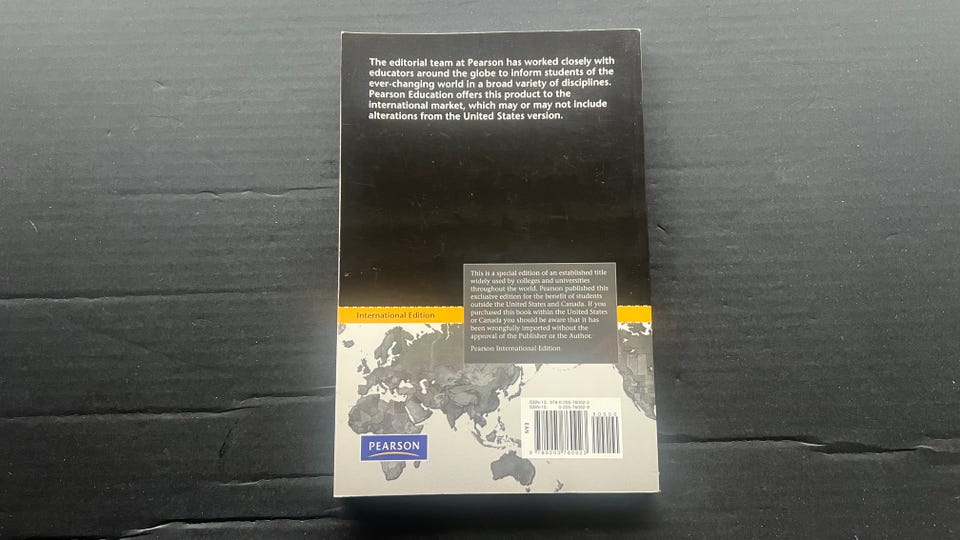 The editorial team at Pearson has worked closely with
educators around the globe to inform students of the
ever-changing world in a broad variety of disciplines.
Pearson Education offers this product to the
international market, which may or may not include
alterations from the United States version.
This is a special edition of an established title
widely used by colleges and universities
throughout the world. Pearson published this
exclusive edition for the benefit of students
outside the United States and Canada. If you
purchased this book within the United States
or Canada you should be aware that it has
been wrongfully imported without the
approval of the Publisher or the Author.
Pearson International Edition
International Edition
PEARSON
EAN